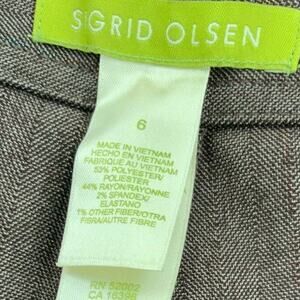 SIGRID OLSEN
6
MADE IN VIETNAM
HECHO EN VIETNAM
FABRIQUE AU VIETNAM
53% POLYESTER/
POLIESTER
44% RAYON/RAYONNE
2% SPANDEX/
ELASTANO
1% OTHER FIBER/OTRA
FIBRA/AUTRE FIBRE
RN 52002
CA 16396